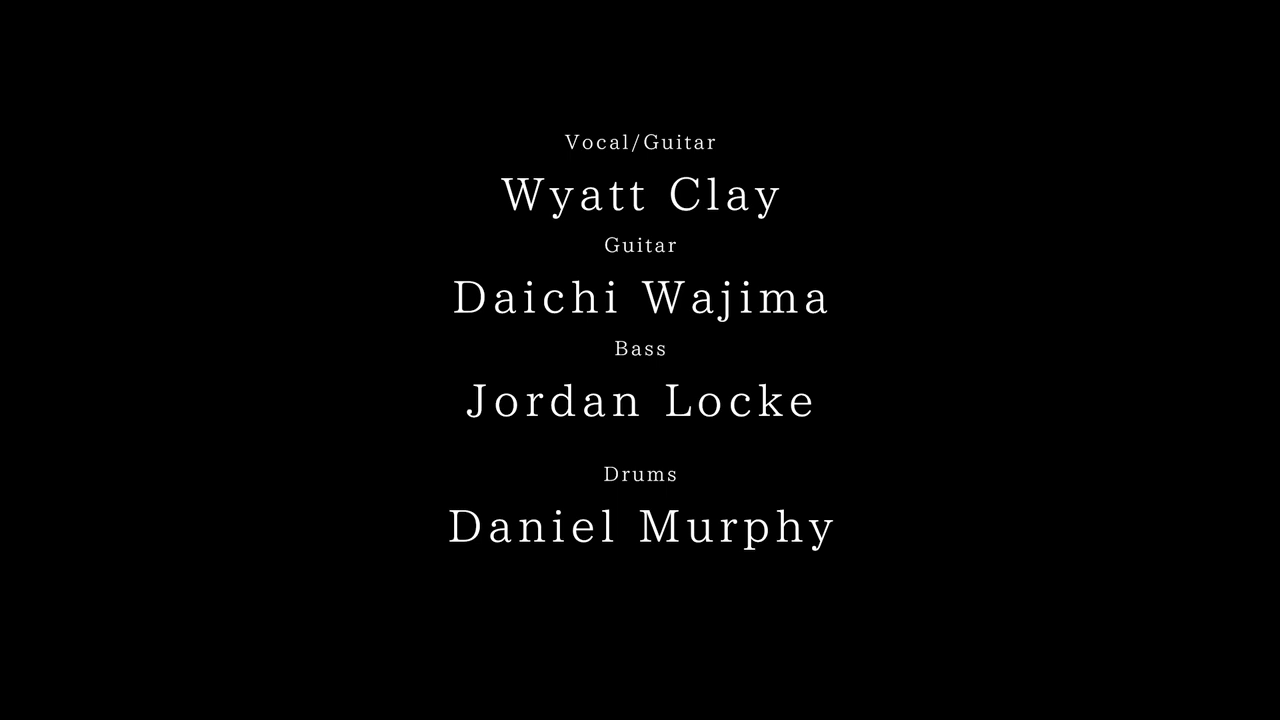 Vocal/Guitar
Wyatt Clay
Guitar
Daichi Wajima
Bass
Jordan Locke
Drums
Daniel Murphy